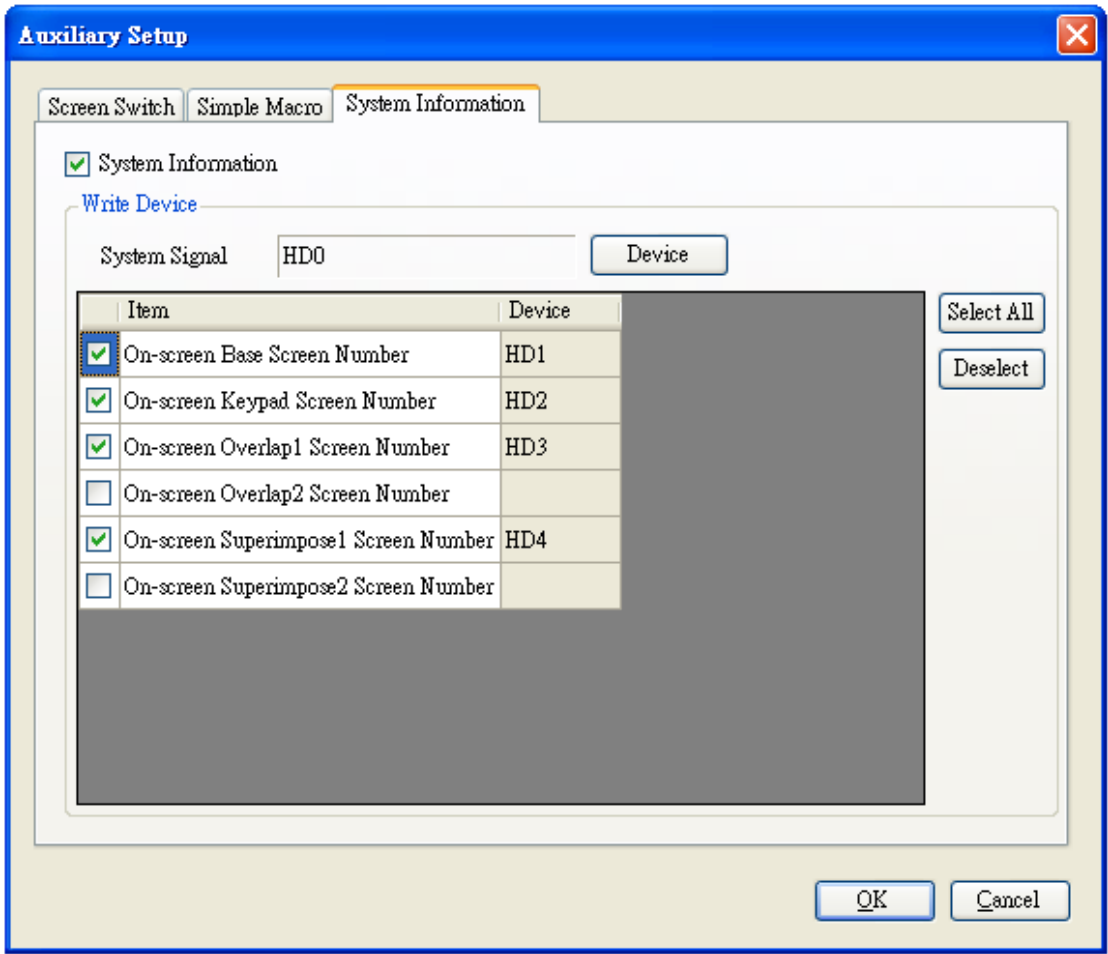 Auxiliary Setup
Screen Switch Simple Macro System Information
System Information
Write Device
System Signal HD0 Device
Item Device
On-screen Base Screen Number HD1
On-screen Keypad Screen Number HD2
On-screen Overlap1 Screen Number HD3
On-screen Overlap2 Screen Number
On-screen Superimpose1 Screen Number HD4
On-screen Superimpose2 Screen Number
Select All
Deselect
OK Cancel